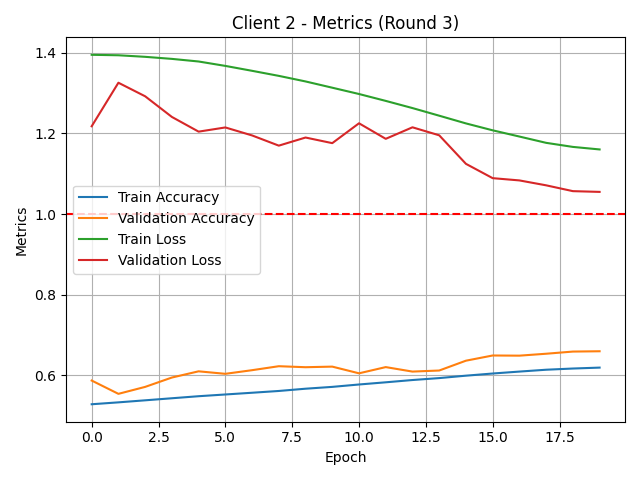 Client 2 - Metrics (Round 3)
Metrics
1.4
1.2
1.0
0.8
0.6
Train Accuracy
Validation Accuracy
Train Loss
Validation Loss
0.0 2.5 5.0 7.5 10.0 12.5 15.0 17.5
Epoch